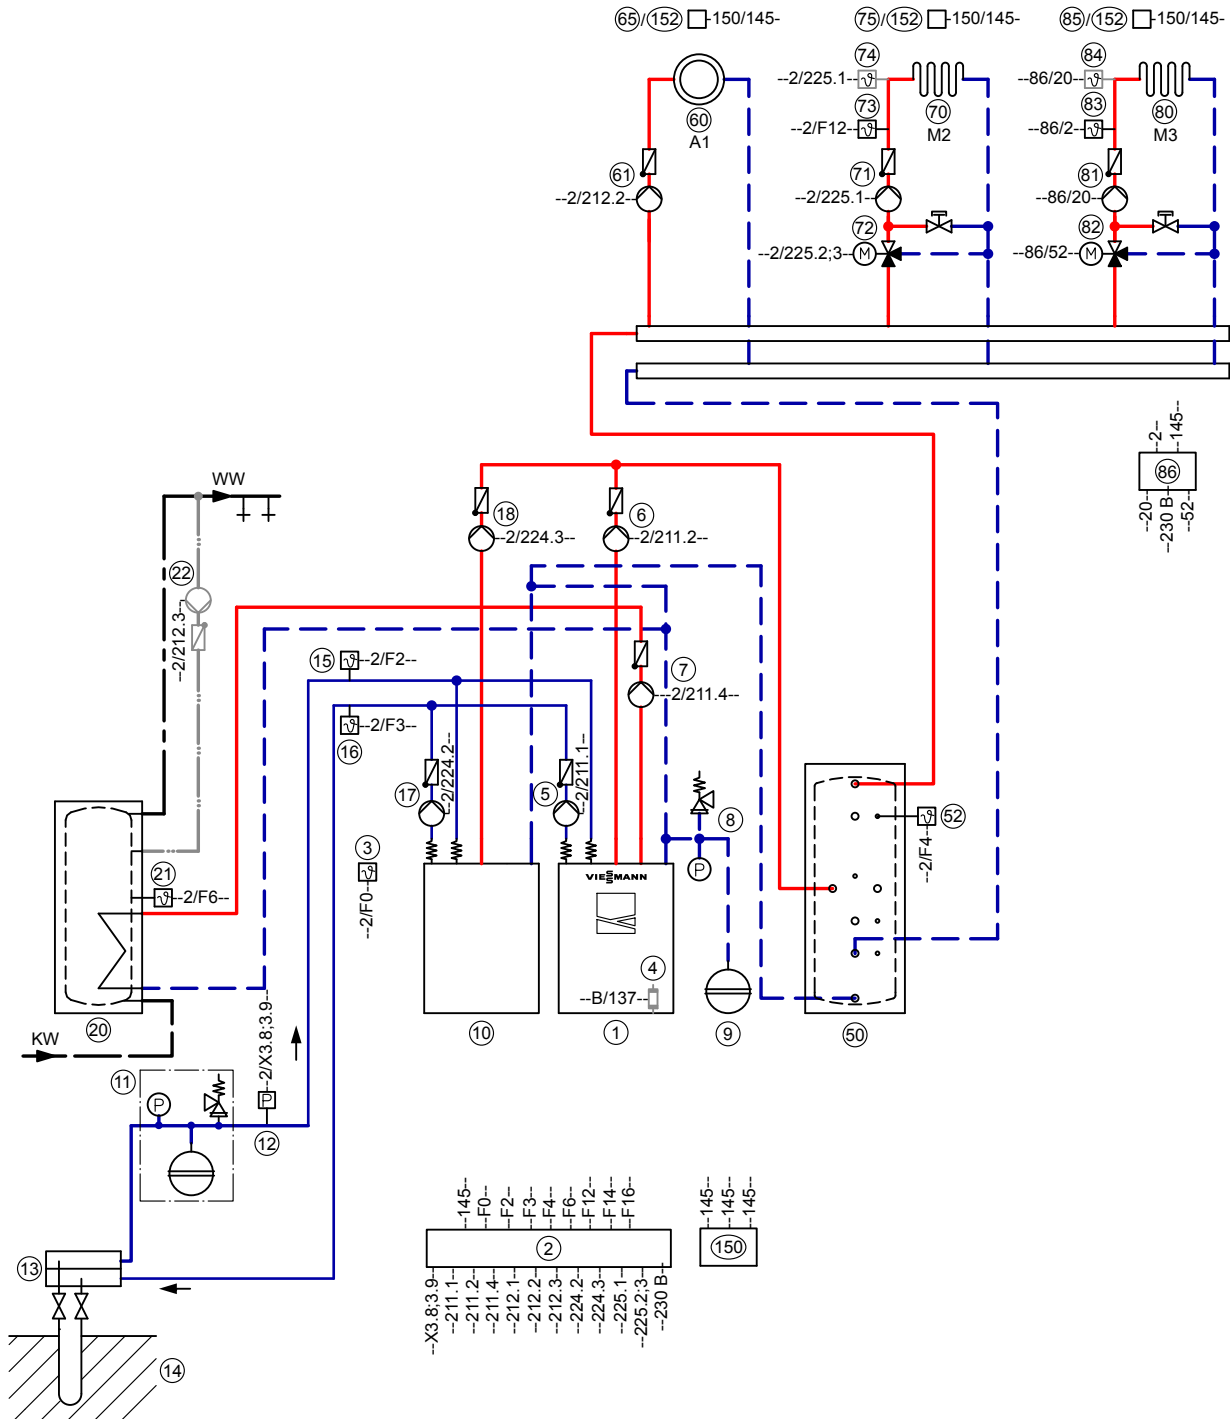 65/152 -150/145-
75/152 -150/145-
85/152 -150/145-
74
--2/225.1--
84
--86/20--
73
--2/F12--
83
--86/2--
60
A1
70
M2
80
M3
61
--2/212.2--
71
--2/225.1--
81
--86/20--
72
--2/225.2;3--
M
82
--86/52--
M
--2--
--145--
86
--20--
--230 B--
--52--
WW
18
--2/224.3--
6
--2/211.2--
22
--2/212.3--
15
--2/F2--
7
---2/211.4--
16
--2/F3--
17
--2/224.2--
5
--2/211.1--
8
P
3
--2/F0--
VIESSMANN
52
--2/F4--
21
--2/F6--
4
--B/137--
20
10
1
9
50
KW
11
P
P
--2/X3.8;3.9--
12
--145--
--F0--
--F2--
--F3--
--F4--
--F6--
--F12--
--F14--
--F16--
2
--X3.8;3.9--
--211.1--
--211.2--
--211.4--
--212.1--
--212.2--
--212.3--
--224.2--
--224.3--
--225.1--
--225.2;3--
--230 B--
--145--
--145--
--145--
150
13
14